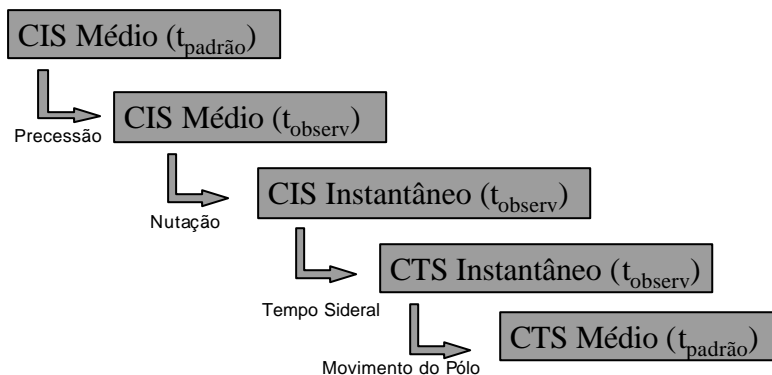 CIS Médio (tpadrão)
Precessão
CIS Médio (tobserv)
Nutação
CIS Instantâneo (tobserv)
Tempo Sideral
CTS Instantâneo (tobserv)
Movimento do Pólo
CTS Médio (tpadrão)